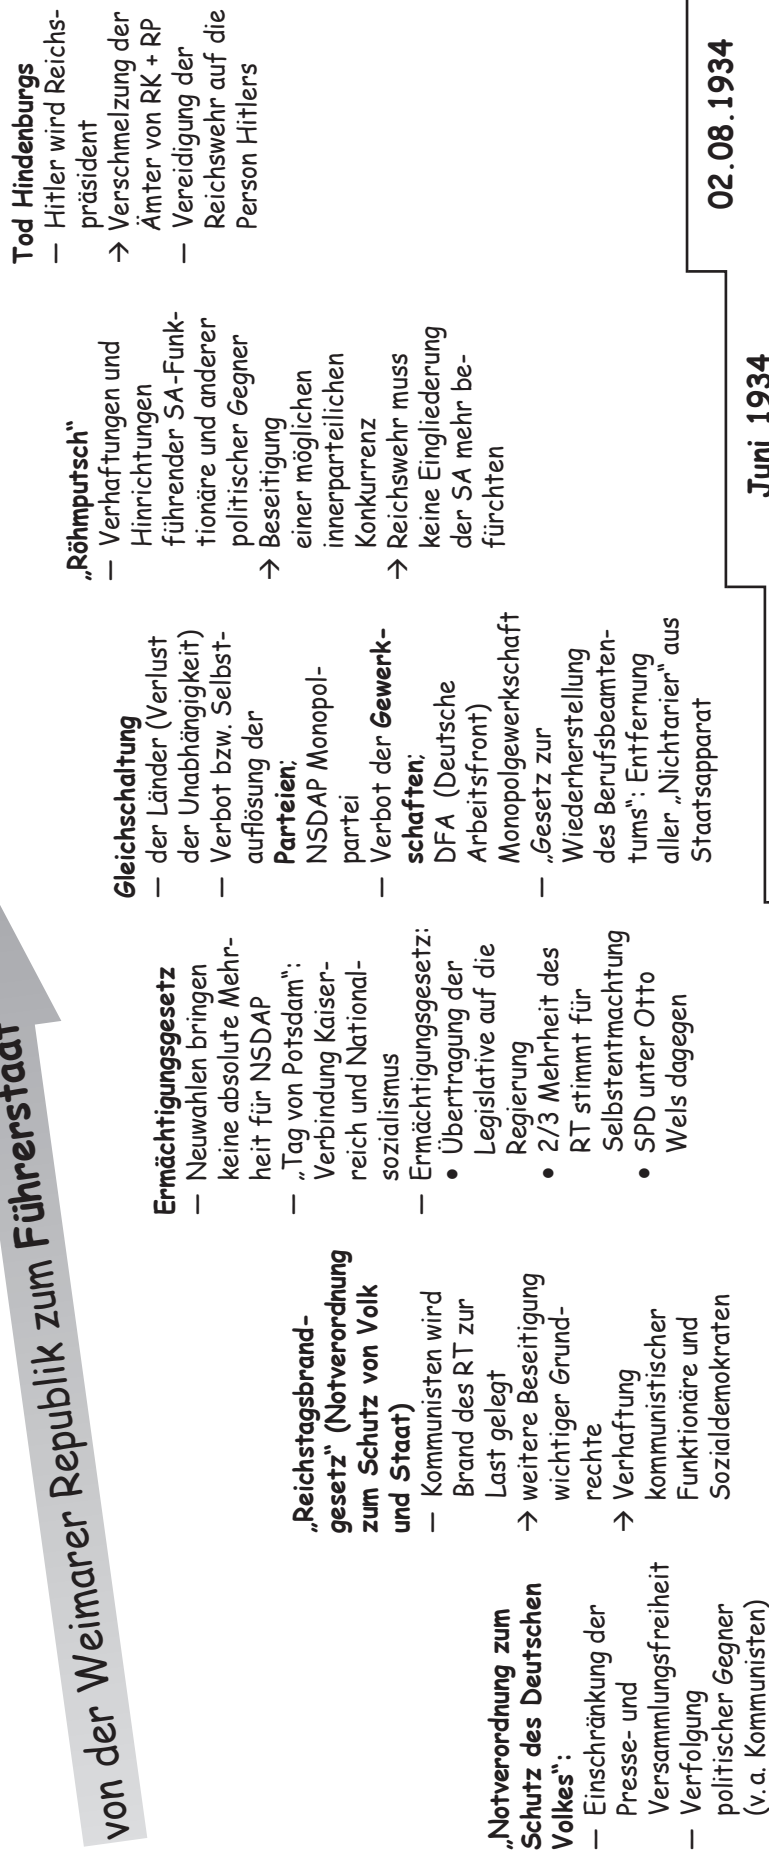 von der Weimarer Republik zum Führerstaat
„Notverordnung zum
Schutz des Deutschen
Volkes“:
— Einschränkung der
Presse- und
Versammlungsfreiheit
— Verfolgung
politischer Gegner
(v. a. Kommunisten)
„Reichstagsbrand-
gesetz“ (Notverordnung
zum Schutz von Volk
und Staat)
— Kommunisten wird
Brand des RT zur
Last gelegt
→ weitere Beseitigung
wichtiger Grund-
rechte
→ Verhaftung
kommunistischer
Funktionäre und
Sozialdemokraten
Ermächtigungsgesetz
— Neuwahlen bringen
keine absolute Mehr-
heit für NSDAP
— „Tag von Potsdam“:
Verbindung Kaiser-
reich und National-
sozialismus
— Ermächtigungsgesetz:
• Übertragung der
Legislative auf die
Regierung
• 2/3 Mehrheit des
RT stimmt für
Selbstentmachtung
• SPD unter Otto
Wels dagegen
Gleichschaltung
— der Länder (Verlust
der Unabhängigkeit)
— Verbot bzw. Selbst-
auflösung der
Parteien;
NSDAP Monopol-
partei
— Verbot der Gewerk-
schaften;
DFA (Deutsche
Arbeitsfront)
Monopolgewerkschaft
— „Gesetz zur
Wiederherstellung
des Berufsbeamten-
tums“: Entfernung
aller „Nichtarier“ aus
Staatsapparat
„Röhmputsch“
— Verhaftungen und
Hinrichtungen
führender SA-Funk-
tionäre und anderer
politischer Gegner
→ Beseitigung
einer möglichen
innerparteilichen
Konkurrenz
→ Reichswehr muss
keine Eingliederung
der SA mehr be-
fürchten
Juni 1934
Tod Hindenburgs
— Hitler wird Reichs-
präsident
→ Verschmelzung der
Ämter von RK + RP
— Vereidigung der
Reichswehr auf die
Person Hitlers
02.08.1934